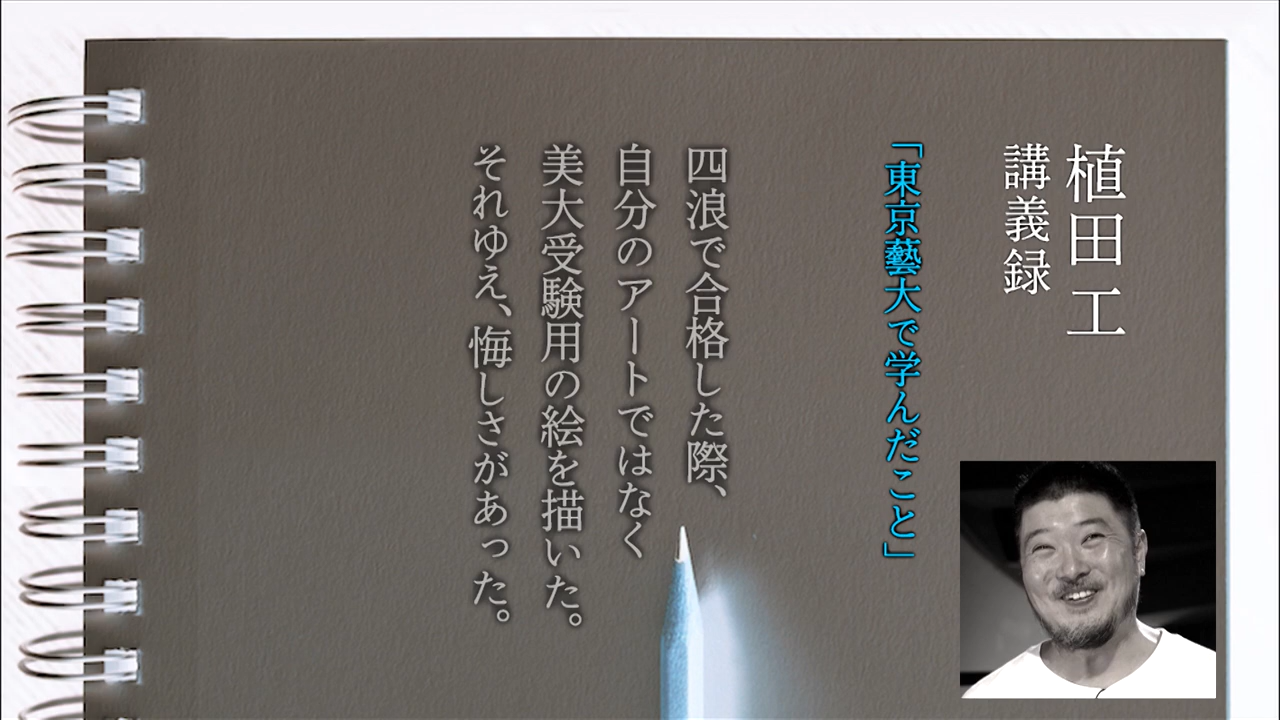 植田 工
講義録
「東京藝大で学んだこと」
四浪で合格した際、
自分のアートではなく
美大受験用の絵を描いた。
それゆえ、悔しさがあった。